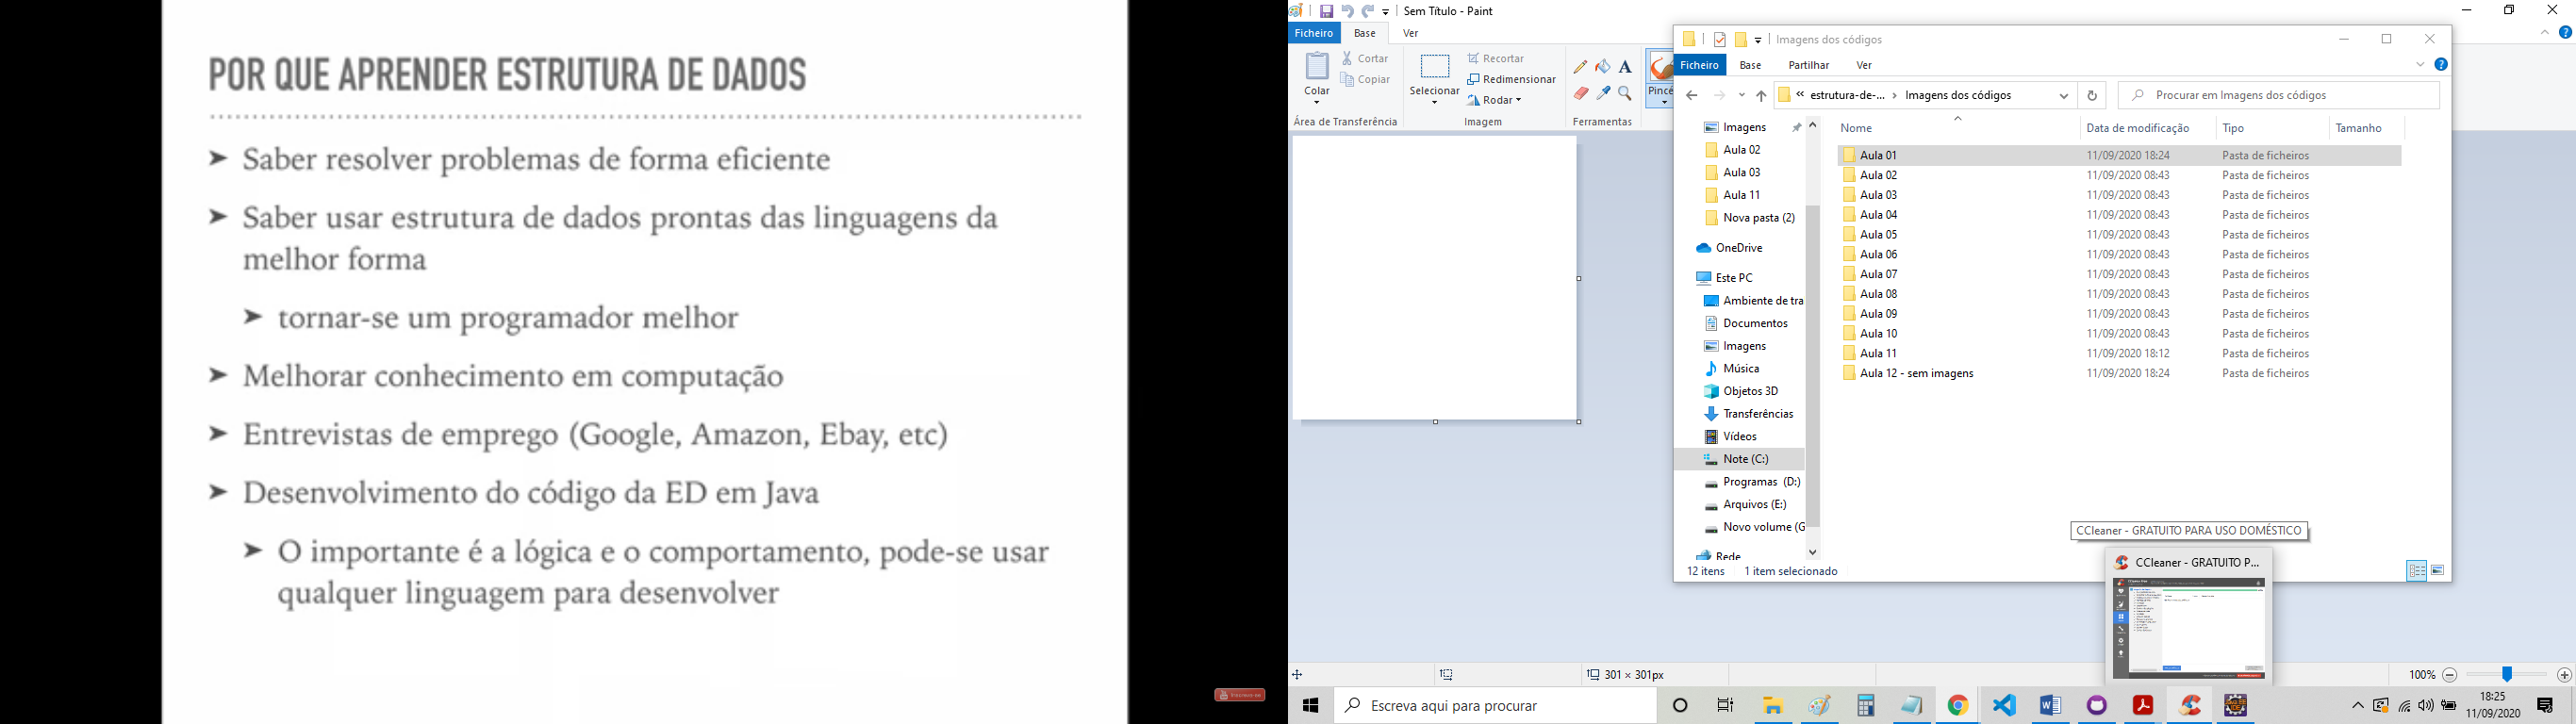 POR QUE APRENDER ESTRUTURA DE DADOS
➤ Saber resolver problemas de forma eficiente
➤ Saber usar estrutura de dados prontas das linguagens da
melhor forma
➤ tornar-se um programador melhor
➤ Melhorar conhecimento em computação
➤ Entrevistas de emprego (Google, Amazon, Ebay, etc)
➤ Desenvolvimento do código da ED em Java
➤ O importante é a lógica e o comportamento, pode-se usar
qualquer linguagem para desenvolver
Sem Título - Paint
Ficheiro Base Ver
Colar
Cortar
Copiar
Área de Transferência
Selecionar
Recortar
Redimensionar
Rodar
Imagem
Ferramentas
Imagens dos códigos
Ficheiro Base Partilhar Ver
« estrutura-de-... › Imagens dos códigos
Procurar em Imagens dos códigos
Imagens
Aula 02
Aula 03
Aula 11
Nova pasta (2)
OneDrive
Este PC
Ambiente de tra
Documentos
Imagens
Música
Objetos 3D
Transferências
Vídeos
Note (C:)
Programas (D:)
Arquivos (E:)
Novo volume (G
Rede
Nome Data de modificação Tipo Tamanho
Aula 01 11/09/2020 18:24 Pasta de ficheiros
Aula 02 11/09/2020 08:43 Pasta de ficheiros
Aula 03 11/09/2020 08:43 Pasta de ficheiros
Aula 04 11/09/2020 08:43 Pasta de ficheiros
Aula 05 11/09/2020 08:43 Pasta de ficheiros
Aula 06 11/09/2020 08:43 Pasta de ficheiros
Aula 07 11/09/2020 08:43 Pasta de ficheiros
Aula 08 11/09/2020 08:43 Pasta de ficheiros
Aula 09 11/09/2020 08:43 Pasta de ficheiros
Aula 10 11/09/2020 08:43 Pasta de ficheiros
Aula 11 11/09/2020 18:12 Pasta de ficheiros
Aula 12 - sem imagens 11/09/2020 18:24 Pasta de ficheiros
12 itens 1 item selecionado
CCleaner - GRATUITO PARA USO DOMÉSTICO
CCleaner - GRATUITO P...
301 × 301px
100%
Escreva aqui para procurar
18:25
11/09/2020